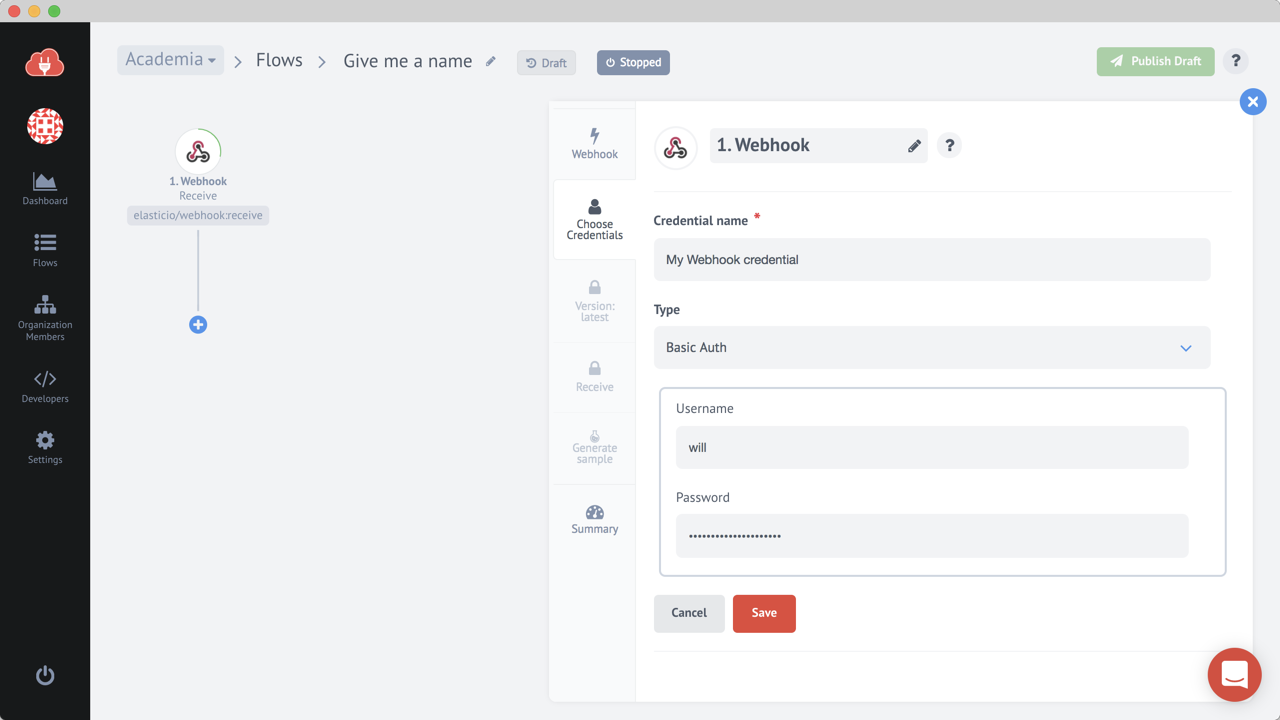 Academia
Flows
Give me a name
Draft
Stopped
Publish Draft
?
Dashboard
Flows
Organization
Members
Developers
Settings
1. Webhook
Receive
elasticio/webhook:receive
Webhook
Choose
Credentials
Version:
latest
Receive
Generate
sample
Summary
1. Webhook
?
Credential name *
My Webhook credential
Type
Basic Auth
Username
will
Password
•••••••••••••••••••••
Cancel
Save